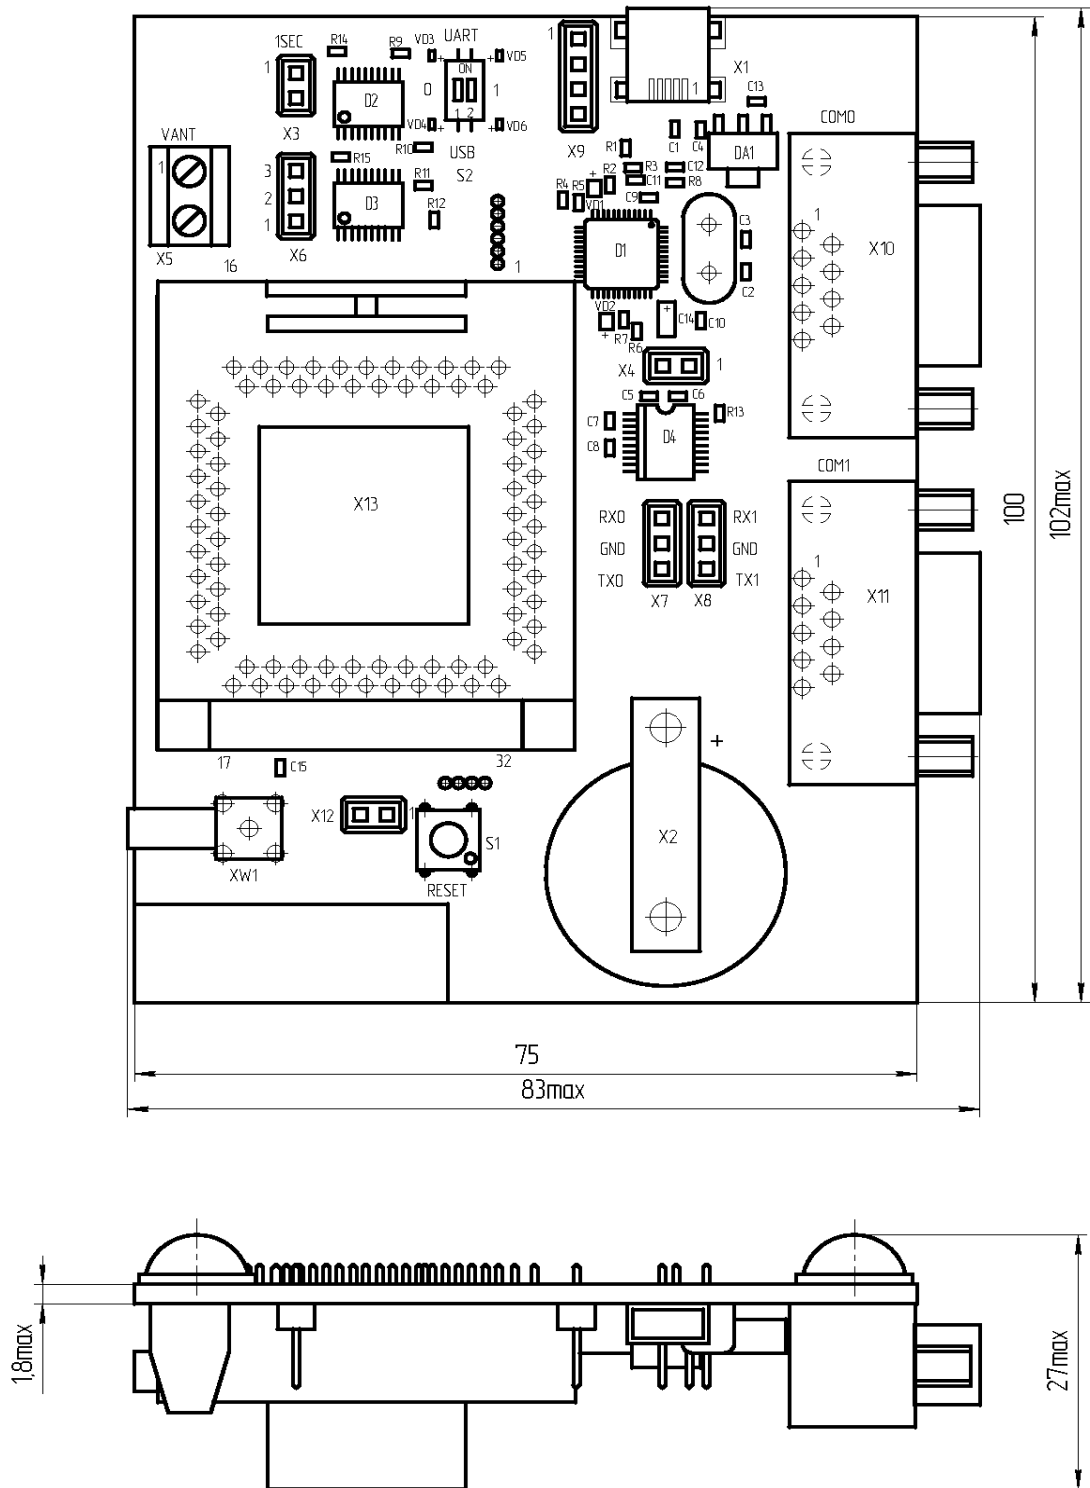 1SEC
R14
R9
VD3
UART
VD5
ON
0
1
1 2
VD4
VD6
D2
1
X3
R10
USB
S2
VANT
1
X5
16
R15
R11
R12
D3
3
2
1
X6
1
1
X9
X1
1
C13
C1
C4
DA1
R1
R3
C12
C11
R8
R2
R4
R5
VD1
C9
D1
C3
C2
VD2
R7
R6
C14
C10
X4
1
C5
C6
C7
C8
R13
D4
COM0
1
X10
COM1
1
X11
RX0
GND
TX0
X7
RX1
GND
TX1
X8
X13
17
32
C15
X12
1
S1
RESET
XW1
X2
+
100
102max
75
83max
1,8max
27max